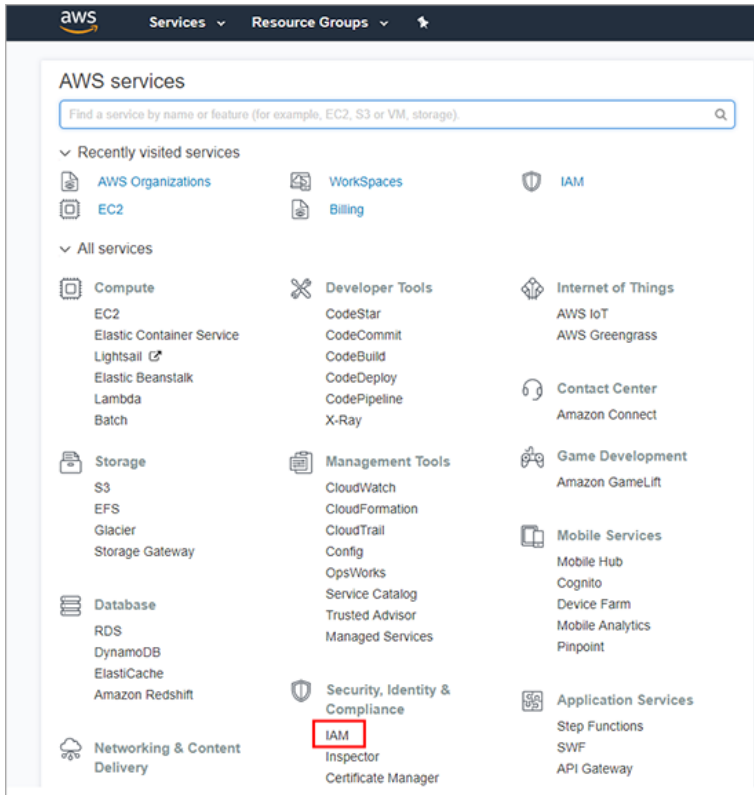 aws
Services
Resource Groups
AWS services
Find a service by name or feature (for example, EC2, S3 or VM, storage).
Recently visited services
AWS Organizations
WorkSpaces
IAM
EC2
Billing
All services
Compute
EC2
Elastic Container Service
Lightsail
Elastic Beanstalk
Lambda
Batch
Storage
S3
EFS
Glacier
Storage Gateway
Database
RDS
DynamoDB
ElastiCache
Amazon Redshift
Networking & Content
Delivery
Developer Tools
CodeStar
CodeCommit
CodeBuild
CodeDeploy
CodePipeline
X-Ray
Management Tools
CloudWatch
CloudFormation
CloudTrail
Config
OpsWorks
Service Catalog
Trusted Advisor
Managed Services
Security, Identity &
Compliance
IAM
Inspector
Certificate Manager
Internet of Things
AWS IoT
AWS Greengrass
Contact Center
Amazon Connect
Game Development
Amazon GameLift
Mobile Services
Mobile Hub
Cognito
Device Farm
Mobile Analytics
Pinpoint
Application Services
Step Functions
SWF
API Gateway